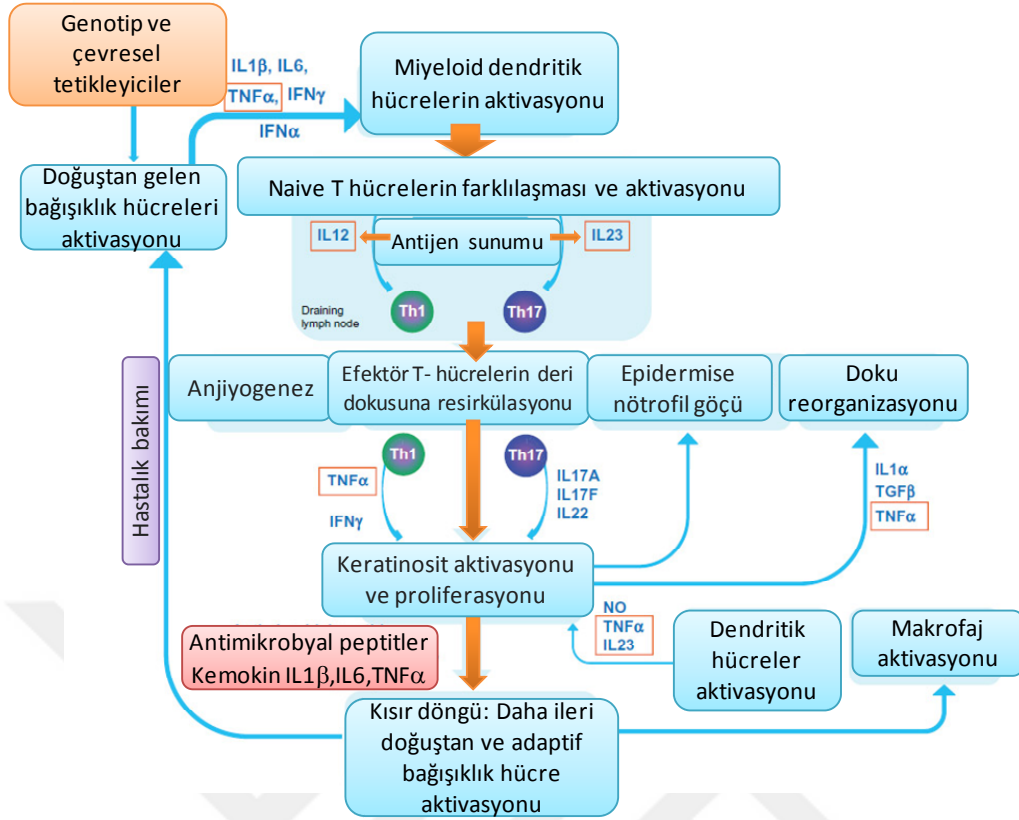 Genotip ve
çevresel
tetikleyiciler
IL1β, IL6,
TNFα, IFNγ
IFNα
Miyeloid dendritik
hücrelerin aktivasyonu
Doğuştan gelen
bağışıklık hücreleri
aktivasyonu
Naive T hücrelerin farklılaşması ve aktivasyonu
IL12
Antijen sunumu
IL23
Th1
Th17
Draining
lymph node
Hastalık bakımı
Anjiyogenez
Efektör T- hücrelerin deri
dokusuna resirkülasyonu
Epidermise
nötrofil göçü
Doku
reorganizasyonu
Th1
Th17
TNFα
IFNγ
IL17A
IL17F
IL22
IL1α
TGFβ
TNFα
Keratinosit aktivasyonu
ve proliferasyonu
NO
TNFα
IL23
Dendritik
hücreler
aktivasyonu
Makrofaj
aktivasyonu
Antimikrobyal peptitler
Kemokin IL1β,IL6,TNFα
Kısır döngü: Daha ileri
doğuştan ve adaptif
bağışıklık hücre
aktivasyonu